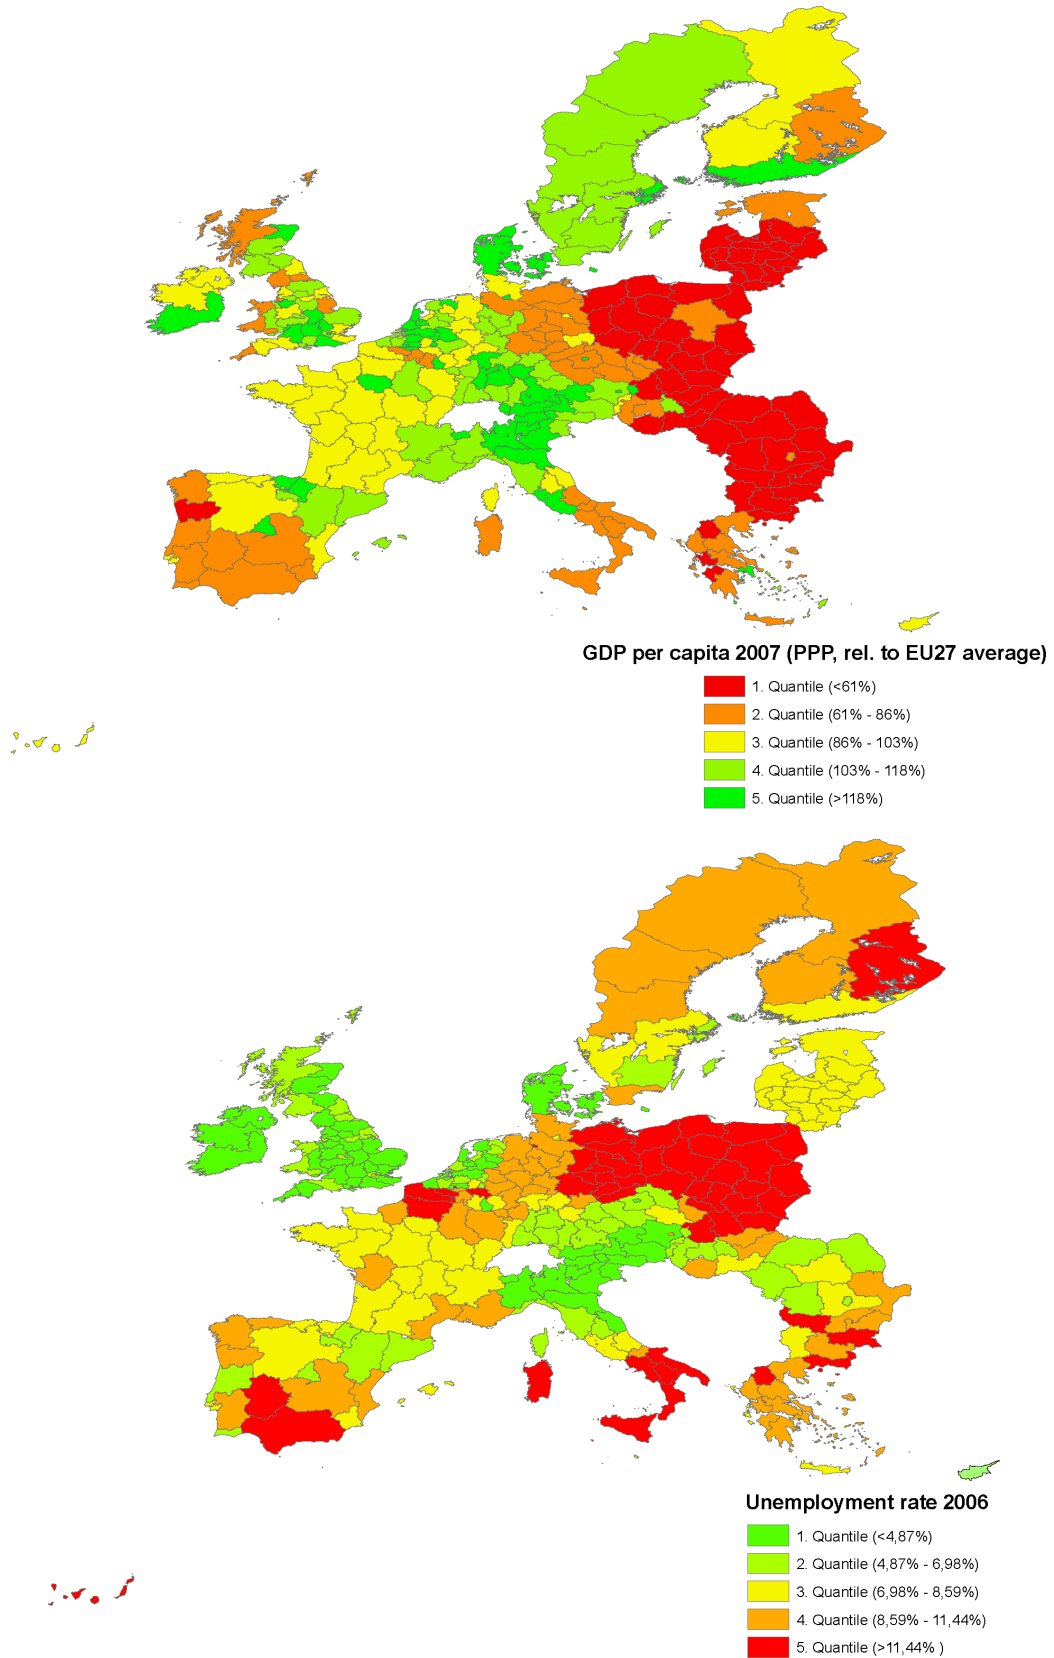 GDP per capita 2007 (PPP, rel. to EU27 average)
1. Quantile (<61%)
2. Quantile (61% - 86%)
3. Quantile (86% - 103%)
4. Quantile (103% - 118%)
5. Quantile (>118%)
Unemployment rate 2006
1. Quantile (<4,87%)
2. Quantile (4,87% - 6,98%)
3. Quantile (6,98% - 8,59%)
4. Quantile (8,59% - 11,44%)
5. Quantile (>11,44% )